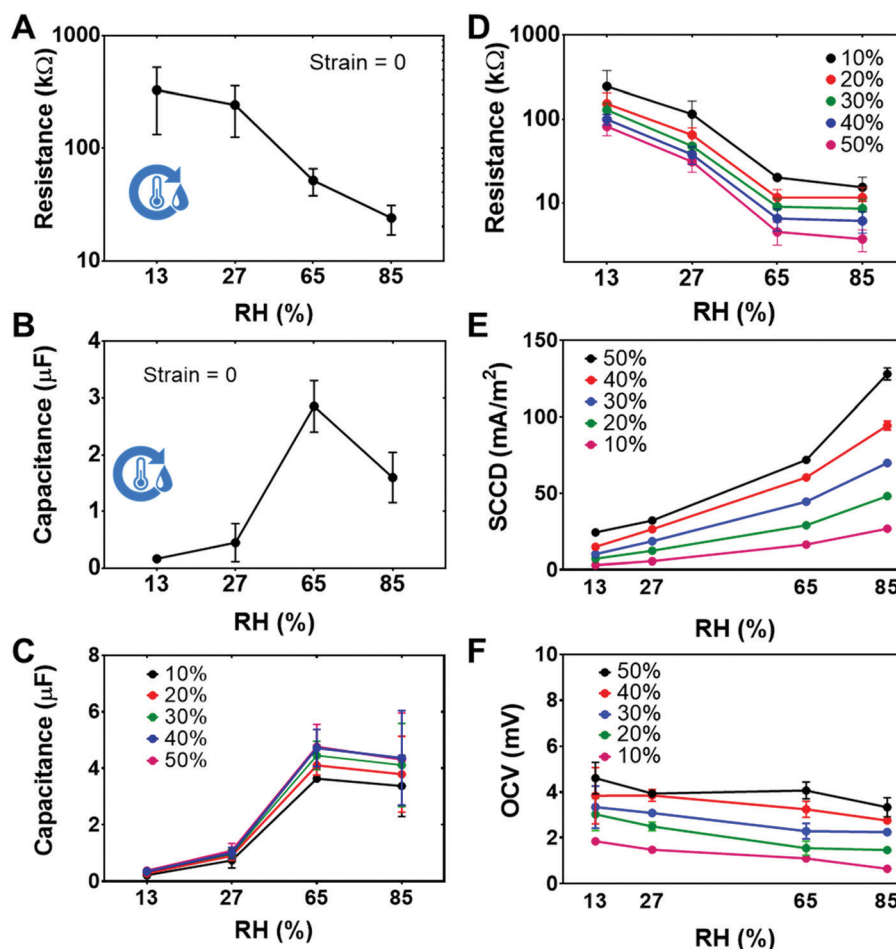 A
Resistance (kΩ)
1000
100
10
Strain = 0
13 27 65 85
RH (%)
B
Capacitance (μF)
4
3
2
1
0
Strain = 0
13 27 65 85
RH (%)
C
Capacitance (μF)
8
6
4
2
0
10%
20%
30%
40%
50%
13 27 65 85
RH (%)
D
Resistance (kΩ)
1000
100
10
10%
20%
30%
40%
50%
13 27 65 85
RH (%)
E
SCCD (mA/m²)
150
100
50
0
50%
40%
30%
20%
10%
13 27 65 85
RH (%)
F
OCV (mV)
10
8
6
4
2
0
50%
40%
30%
20%
10%
13 27 65 85
RH (%)